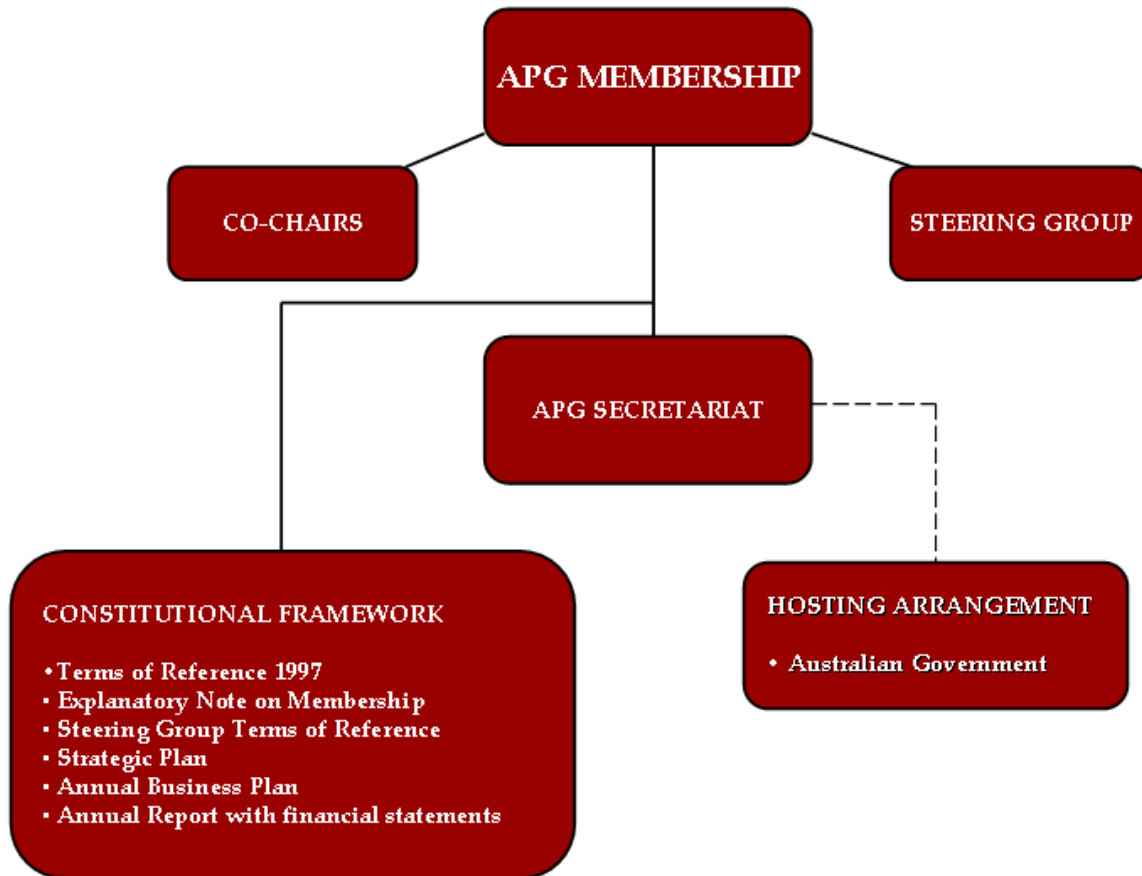 APG MEMBERSHIP
CO-CHAIRS
STEERING GROUP
APG SECRETARIAT
CONSTITUTIONAL FRAMEWORK
• Terms of Reference 1997
• Explanatory Note on Membership
• Steering Group Terms of Reference
• Strategic Plan
• Annual Business Plan
• Annual Report with financial statements
HOSTING ARRANGEMENT
• Australian Government